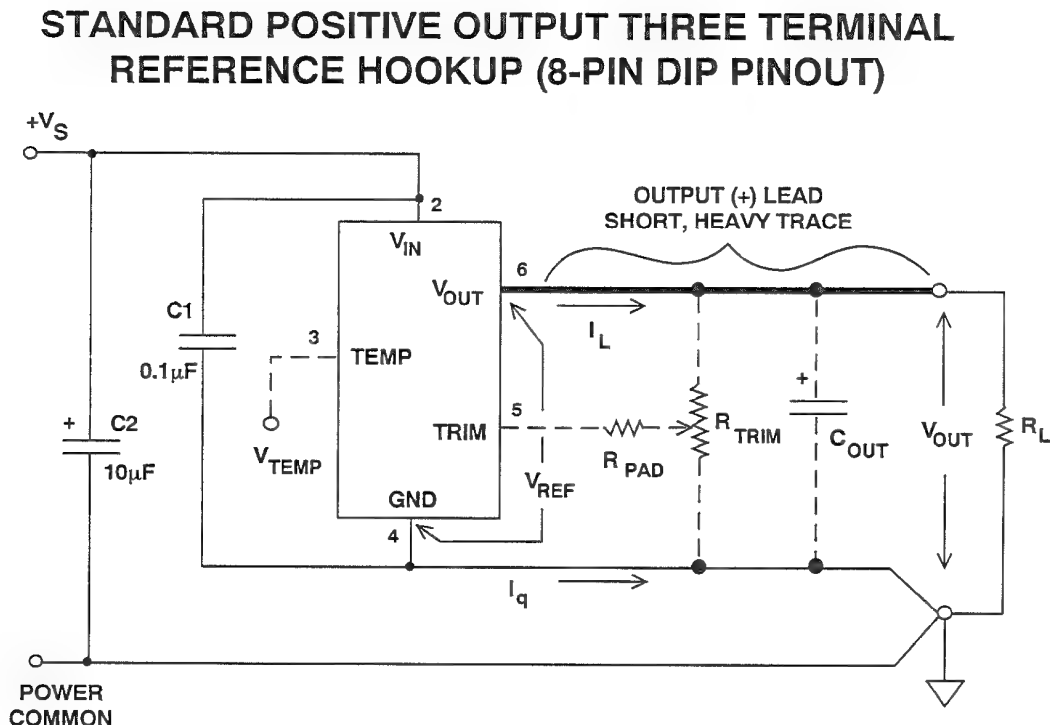 STANDARD POSITIVE OUTPUT THREE TERMINAL
REFERENCE HOOKUP (8-PIN DIP PINOUT)
+VS
OUTPUT (+) LEAD
SHORT, HEAVY TRACE
2
VIN
6
VOUT
C1
0.1µF
3
TEMP
IL
+
C2
10µF
VTEMP
5
TRIM
RPAD
RTRIM
+
COUT
VOUT
RL
VREF
GND
4
Iq
POWER
COMMON